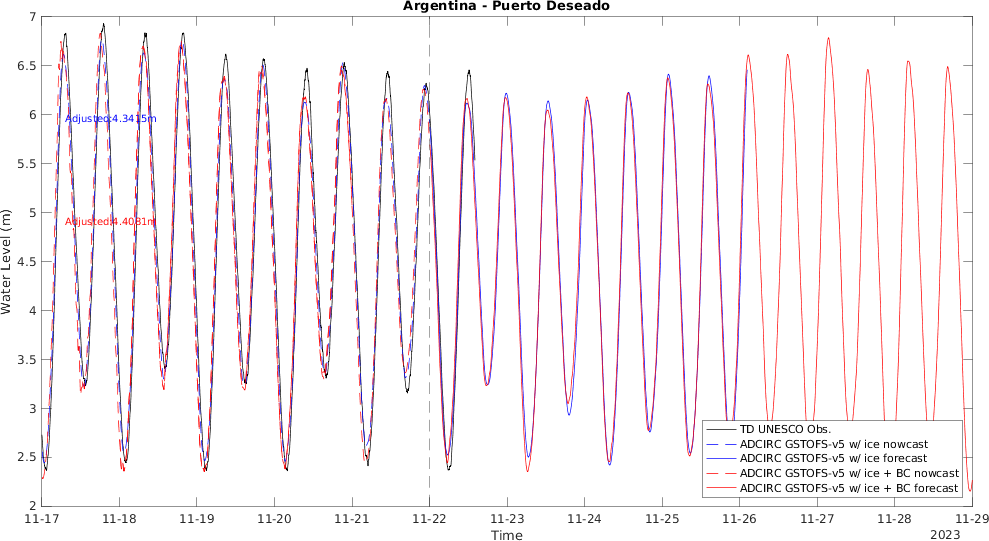 Argentina - Puerto Deseado
7
6.5
6
5.5
5
4.5
4
3.5
3
2.5
2
Water Level (m)
Adjusted:4.3415m
Adjusted:4.4081m
TD UNESCO Obs.
ADCIRC GSTOFS-v5 w/ ice nowcast
ADCIRC GSTOFS-v5 w/ ice forecast
ADCIRC GSTOFS-v5 w/ ice + BC nowcast
ADCIRC GSTOFS-v5 w/ ice + BC forecast
11-17 11-18 11-19 11-20 11-21 11-22 11-23 11-24 11-25 11-26 11-27 11-28 11-29
Time
2023